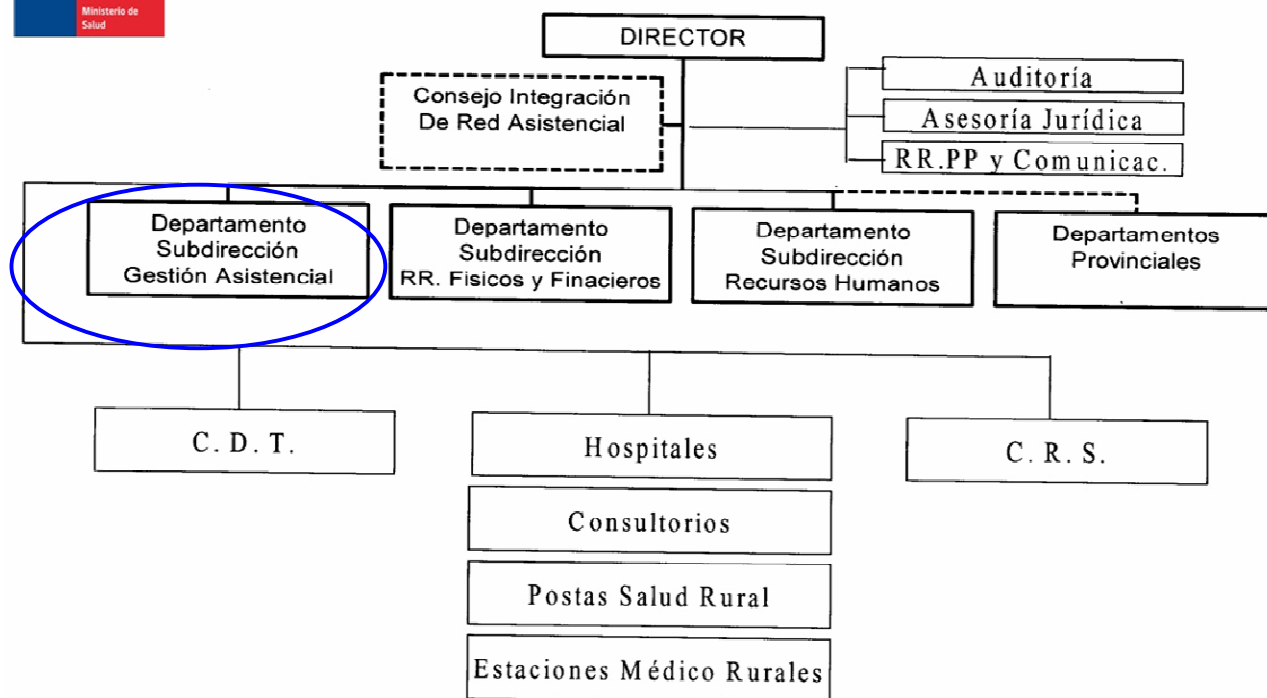 Ministerio de
Salud
DIRECTOR
Consejo Integración
De Red Asistencial
Auditoría
Asesoría Jurídica
RR.PP y Comunicac.
Departamento
Subdirección
Gestión Asistencial
Departamento
Subdirección
RR. Físicos y Finacieros
Departamento
Subdirección
Recursos Humanos
Departamentos
Provinciales
C. D. T.
Hospitales
C. R. S.
Consultorios
Postas Salud Rural
Estaciones Médico Rurales